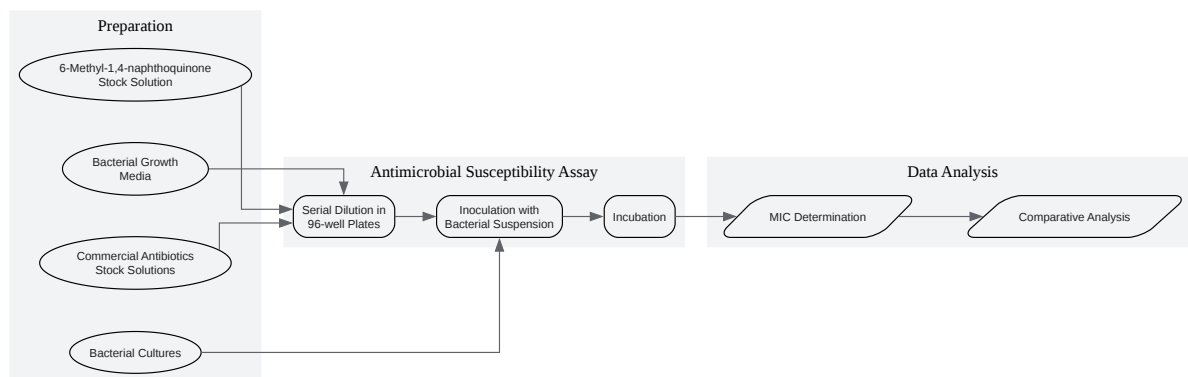 Preparation
6-Methyl-1,4-naphthoquinone
Stock Solution
Bacterial Growth
Media
Commercial Antibiotics
Stock Solutions
Bacterial Cultures
Antimicrobial Susceptibility Assay
Serial Dilution in
96-well Plates
Inoculation with
Bacterial Suspension
Incubation
Data Analysis
MIC Determination
Comparative Analysis